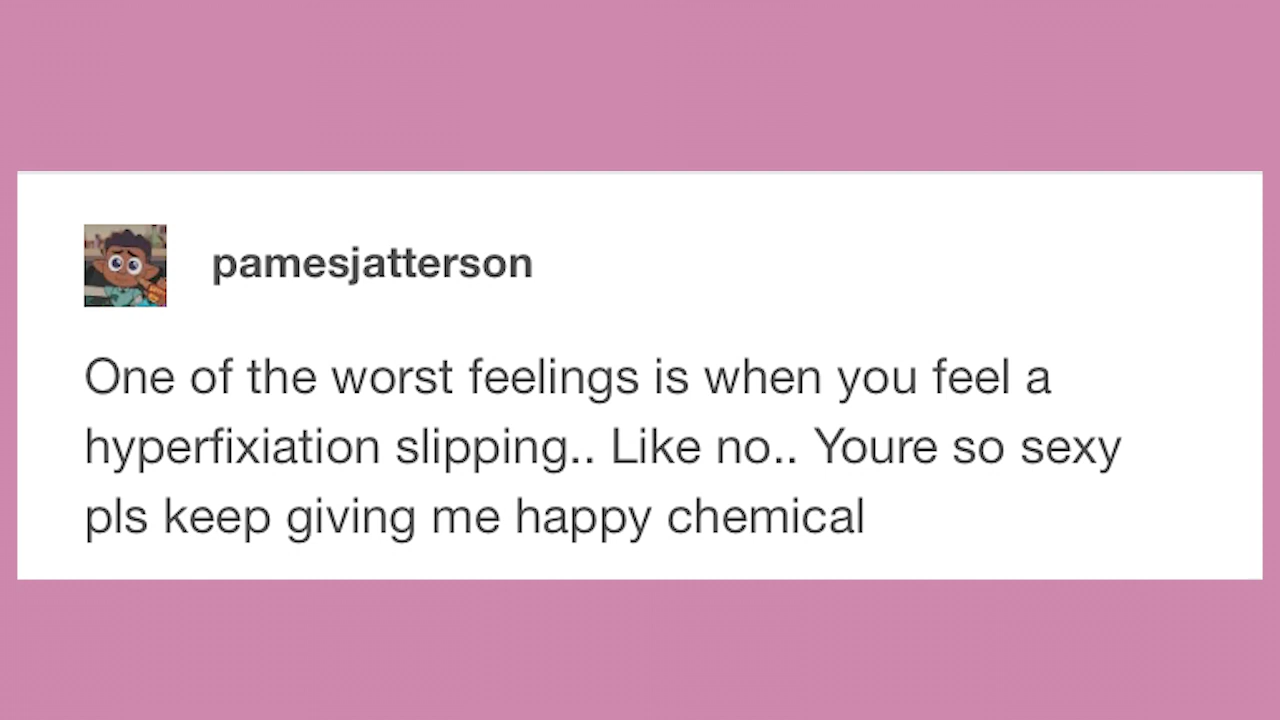 pamesjatterson
One of the worst feelings is when you feel a
hyperfixiation slipping.. Like no.. Youre so sexy
pls keep giving me happy chemical